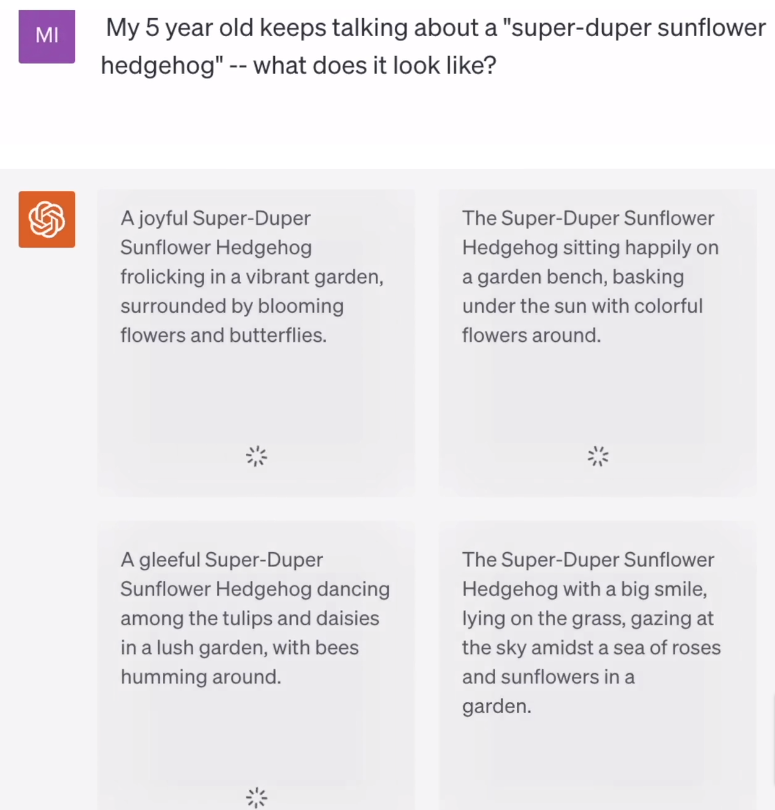 MI
My 5 year old keeps talking about a "super-duper sunflower
hedgehog" -- what does it look like?
A joyful Super-Duper
Sunflower Hedgehog
frolicking in a vibrant garden,
surrounded by blooming
flowers and butterflies.
The Super-Duper Sunflower
Hedgehog sitting happily on
a garden bench, basking
under the sun with colorful
flowers around.
A gleeful Super-Duper
Sunflower Hedgehog dancing
among the tulips and daisies
in a lush garden, with bees
humming around.
The Super-Duper Sunflower
Hedgehog with a big smile,
lying on the grass, gazing at
the sky amidst a sea of roses
and sunflowers in a
garden.